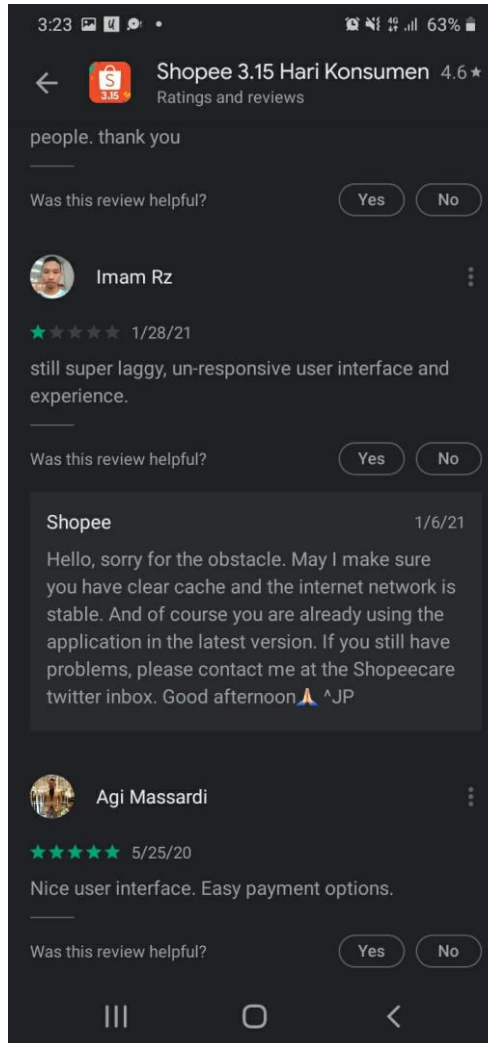 3:23 63%
Shopee 3.15 Hari Konsumen 4.6★
Ratings and reviews
people. thank you
Was this review helpful? Yes No
Imam Rz
1/28/21
still super laggy, un-responsive user interface and
experience.
Was this review helpful? Yes No
Shopee 1/6/21
Hello, sorry for the obstacle. May I make sure
you have clear cache and the internet network is
stable. And of course you are already using the
application in the latest version. If you still have
problems, please contact me at the Shopeecare
twitter inbox. Good afternoon🙏 ^JP
Agi Massardi
5/25/20
Nice user interface. Easy payment options.
Was this review helpful? Yes No